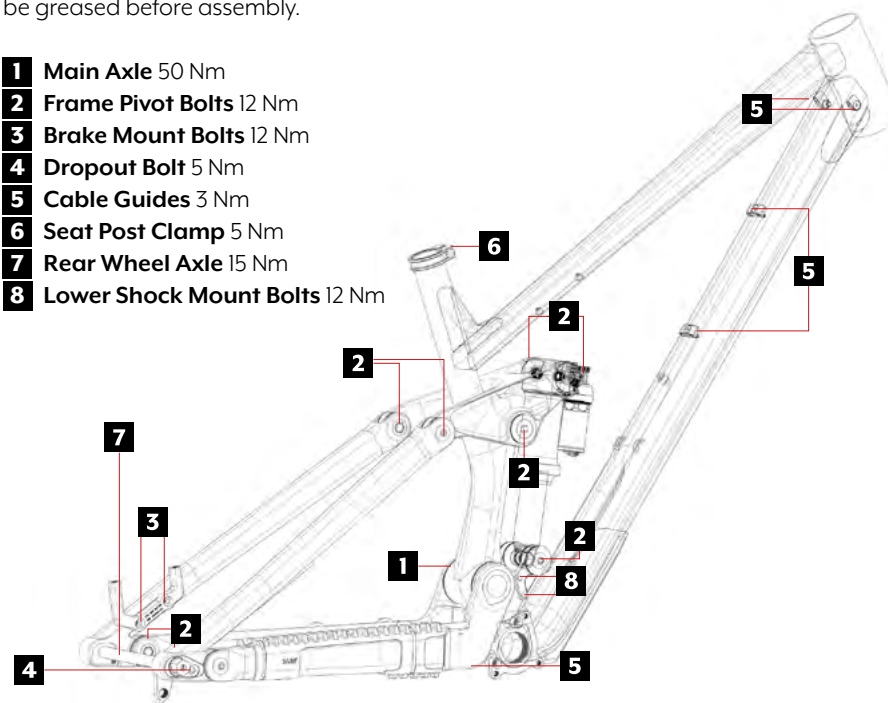 be greased before assembly.
1 Main Axle 50 Nm
2 Frame Pivot Bolts 12 Nm
3 Brake Mount Bolts 12 Nm
4 Dropout Bolt 5 Nm
5 Cable Guides 3 Nm
6 Seat Post Clamp 5 Nm
7 Rear Wheel Axle 15 Nm
8 Lower Shock Mount Bolts 12 Nm
5
6
5
2
2
7
2
3
2
1
8
2
4
5